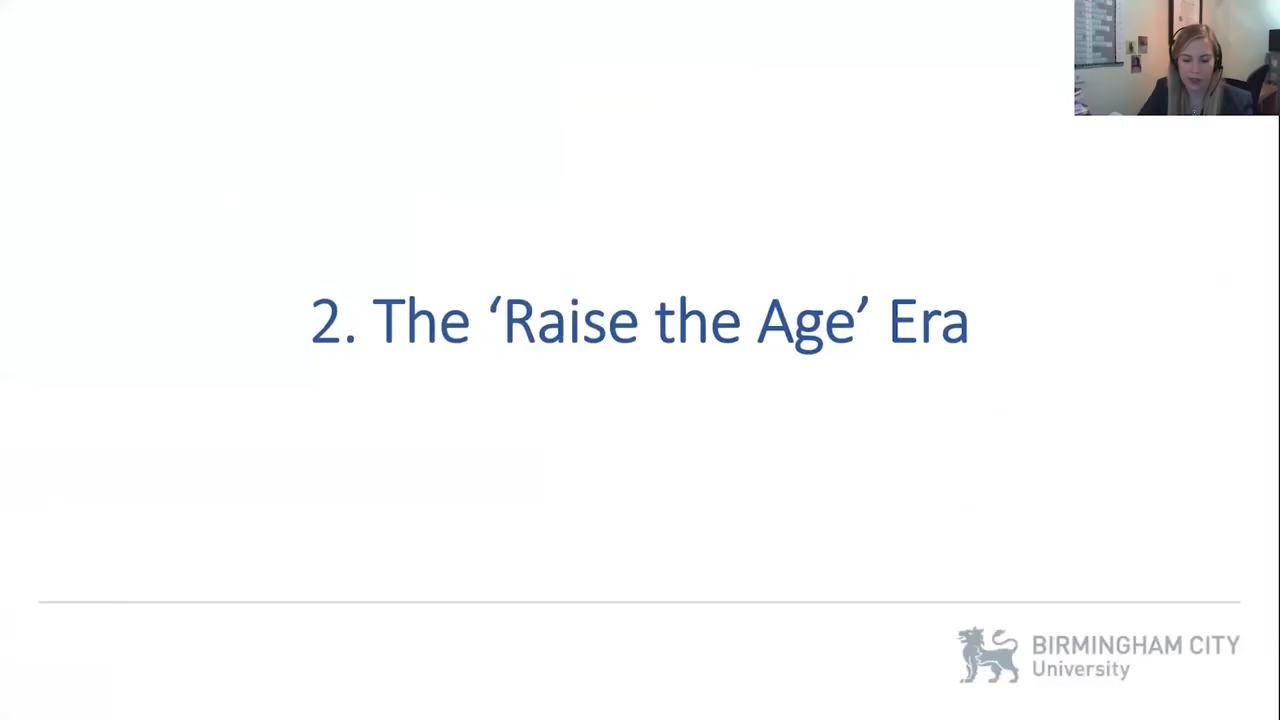 2. The ‘Raise the Age’ Era
BIRMINGHAM CITY
University